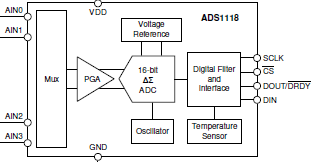 AIN0
VDD
Voltage
Reference
ADS1118
AIN1
Mux
PGA
16-bit
ΔΣ
ADC
Digital Filter
and
Interface
SCLK
CS
DOUT/DRDY
DIN
AIN2
AIN3
Oscillator
Temperature
Sensor
GND